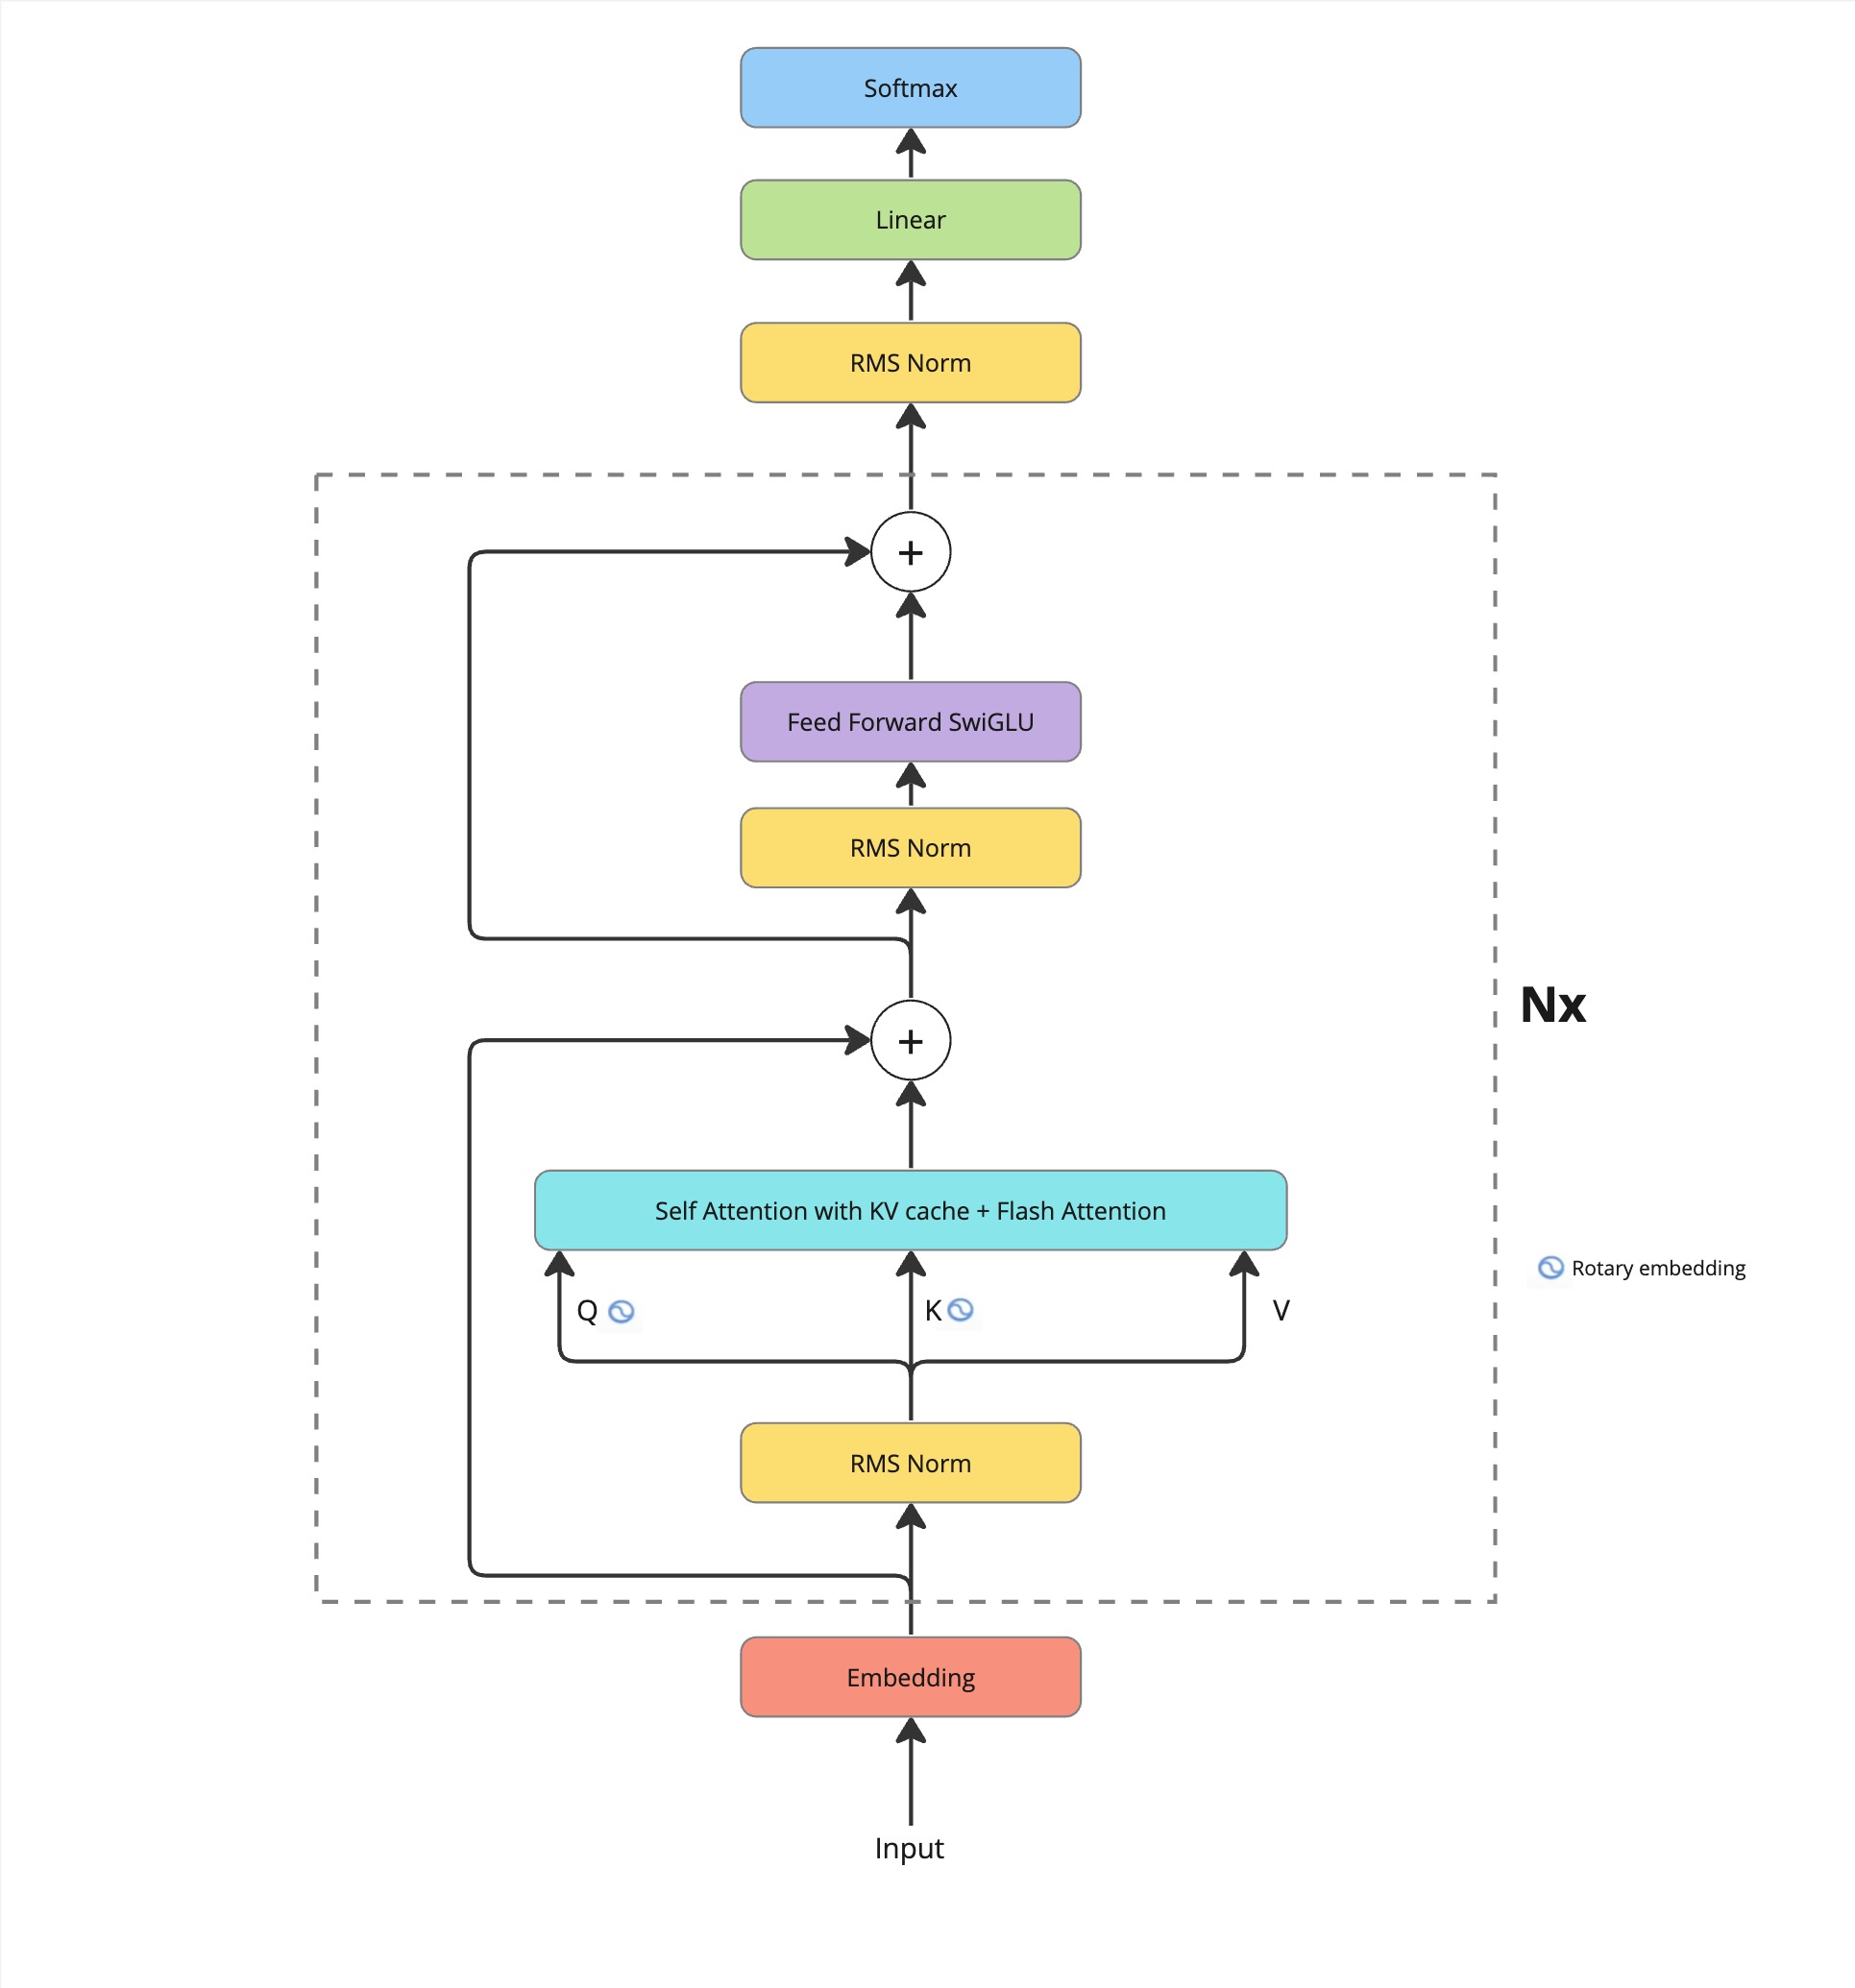 Softmax
Linear
RMS Norm
+
Feed Forward SwiGLU
RMS Norm
Nx
+
Self Attention with KV cache + Flash Attention
Rotary embedding
Q
K
V
RMS Norm
Embedding
Input